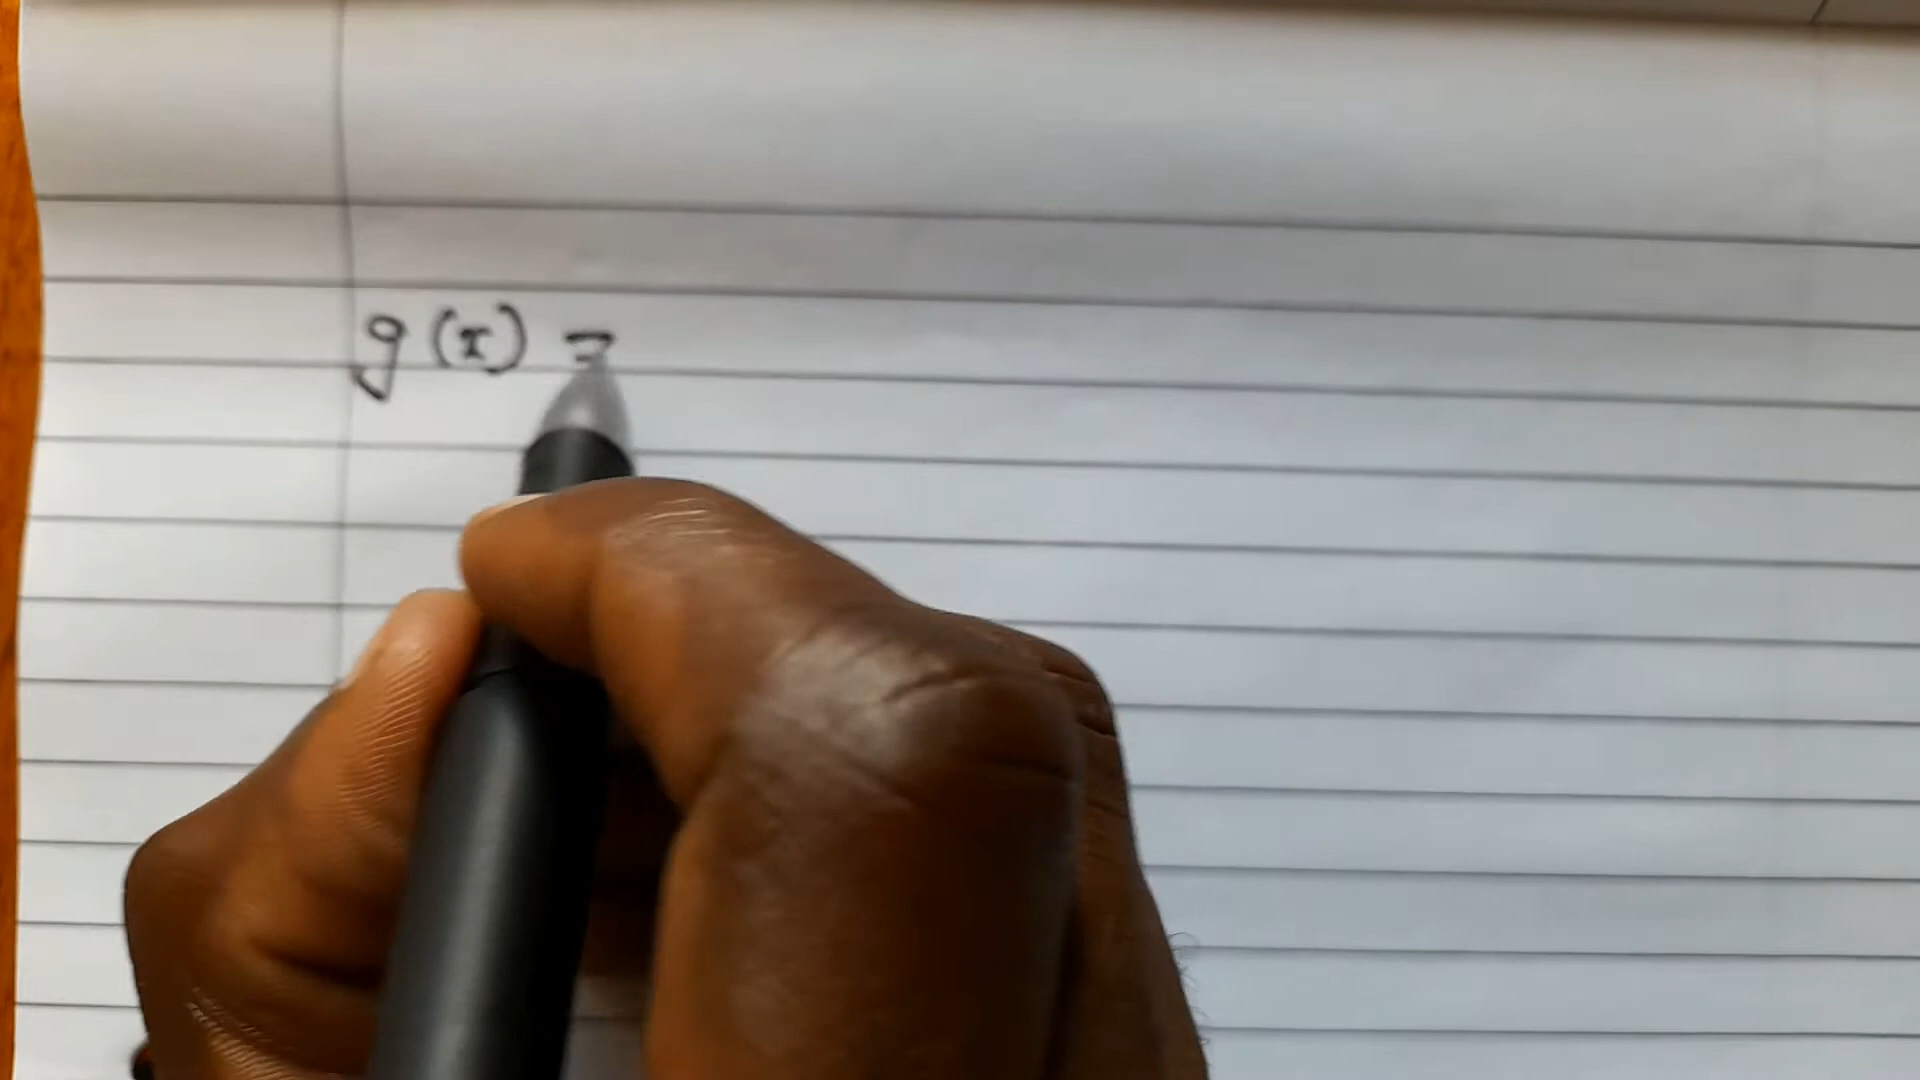 g(x) =